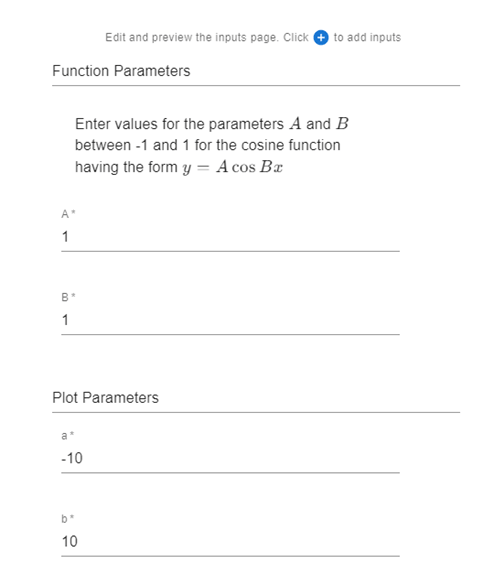 Edit and preview the inputs page. Click + to add inputs
Function Parameters
Enter values for the parameters A and B
between -1 and 1 for the cosine function
having the form y = A cos Bx
A*
1
B*
1
Plot Parameters
a*
-10
b*
10